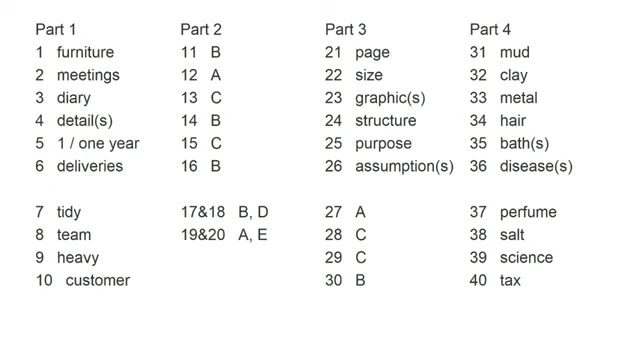 Part 1
1 furniture
2 meetings
3 diary
4 detail(s)
5 1 / one year
6 deliveries
7 tidy
8 team
9 heavy
10 customer
Part 2
11 B
12 A
13 C
14 B
15 C
16 B
17&18 B, D
19&20 A, E
Part 3
21 page
22 size
23 graphic(s)
24 structure
25 purpose
26 assumption(s)
27 A
28 C
29 C
30 B
Part 4
31 mud
32 clay
33 metal
34 hair
35 bath(s)
36 disease(s)
37 perfume
38 salt
39 science
40 tax